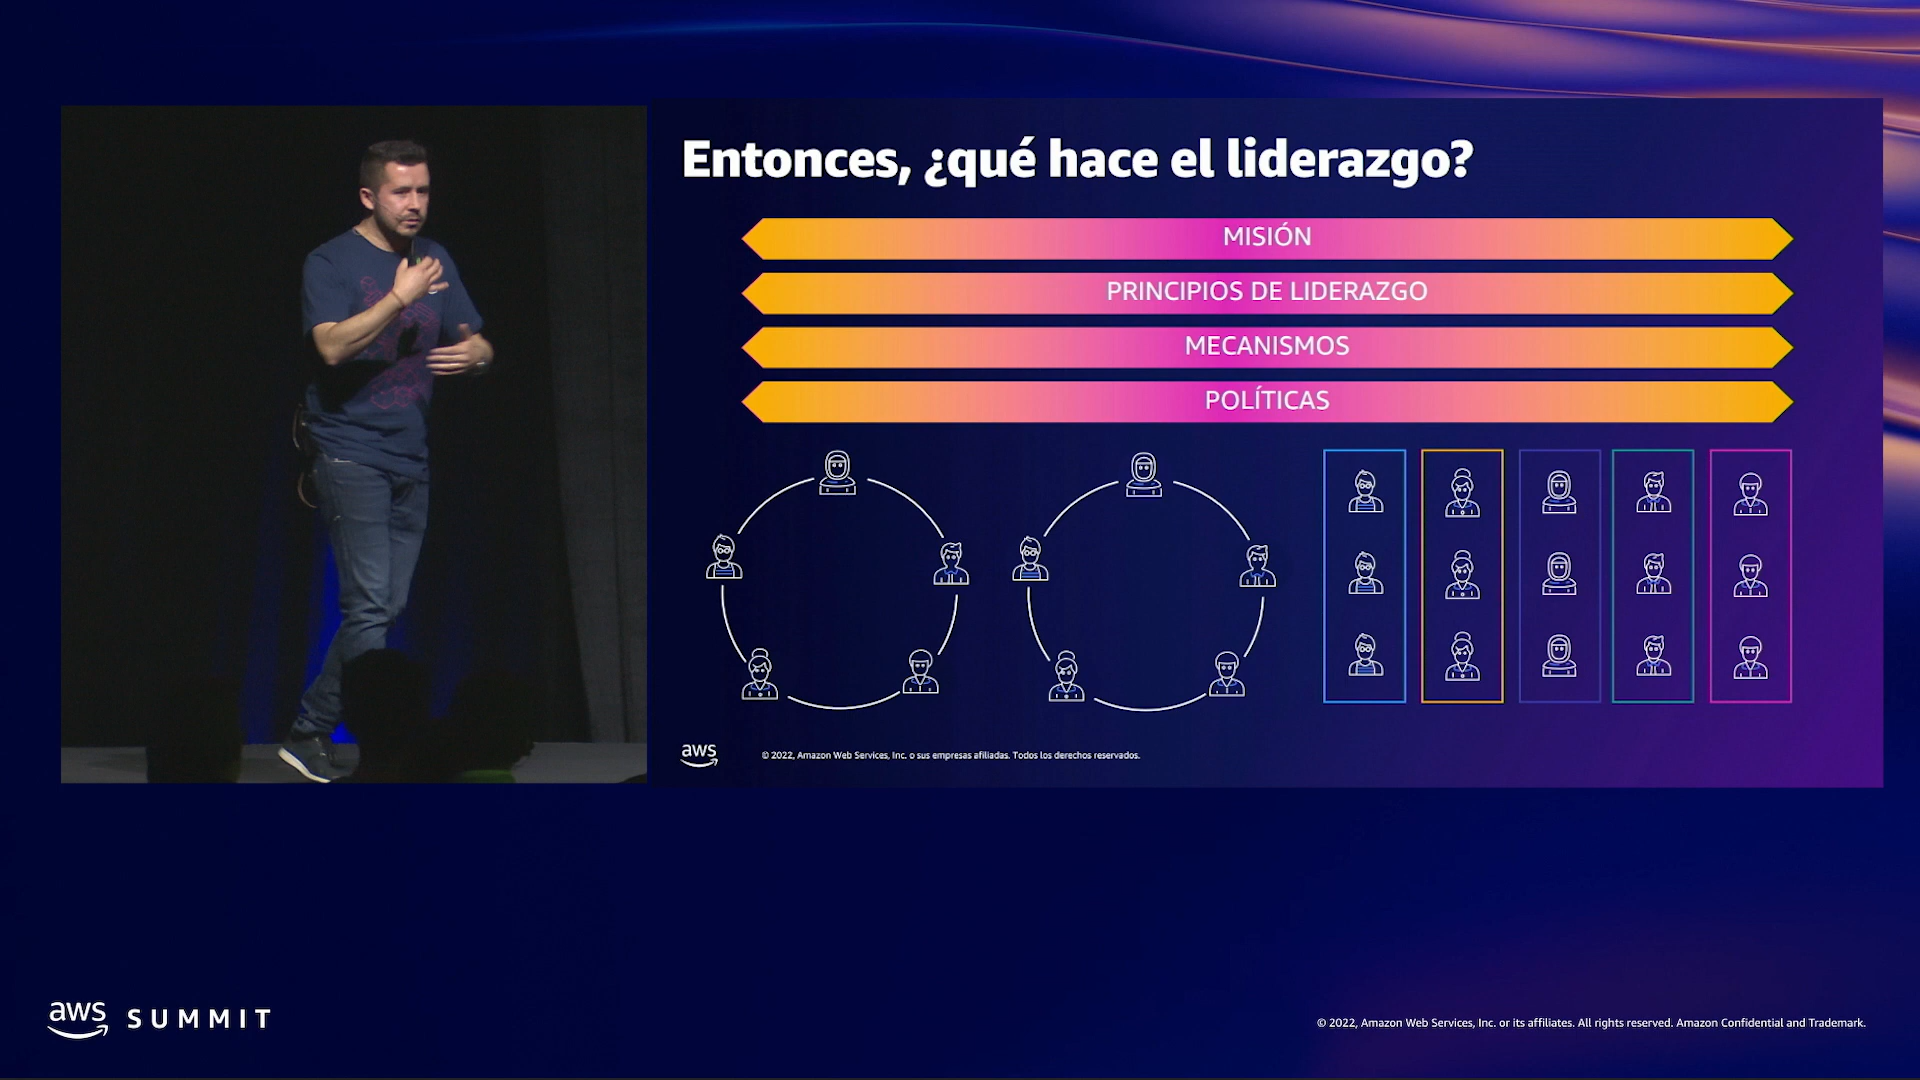 Entonces, ¿qué hace el liderazgo?
MISIÓN
PRINCIPIOS DE LIDERAZGO
MECANISMOS
POLÍTICAS
aws
© 2022, Amazon Web Services, Inc. o sus empresas afiliadas. Todos los derechos reservados.
aws SUMMIT
© 2022, Amazon Web Services, Inc. or its affiliates. All rights reserved. Amazon Confidential and Trademark.